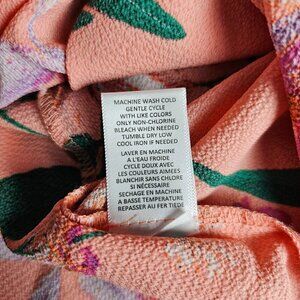 MACHINE WASH COLD
GENTLE CYCLE
WITH LIKE COLORS
ONLY NON-CHLORINE
BLEACH WHEN NEEDED
TUMBLE DRY LOW
COOL IRON IF NEEDED
LAVER EN MACHINE
A L'EAU FROIDE
CYCLE DOUX AVEC
LES COULEURS AIMEES
BLANCHIR SANS CHLORE
SI NÉCESSAIRE
SECHAGE EN MACHINE
A BASSE TEMPERATURE
REPASSER AU FER